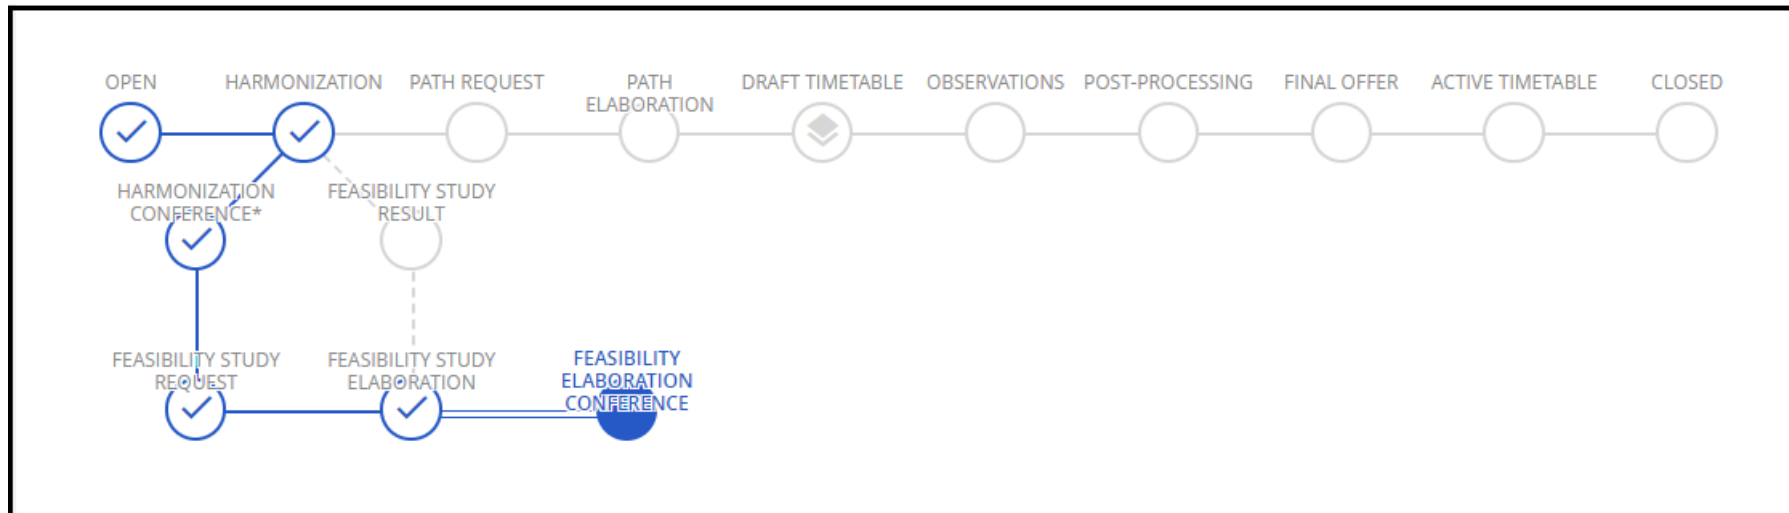 OPEN
HARMONIZATION
PATH REQUEST
PATH
ELABORATION
DRAFT TIMETABLE
OBSERVATIONS
POST-PROCESSING
FINAL OFFER
ACTIVE TIMETABLE
CLOSED
HARMONIZATION
CONFERENCE*
FEASIBILITY STUDY
RESULT
FEASIBILITY STUDY
REQUEST
FEASIBILITY STUDY
ELABORATION
FEASIBILITY
ELABORATION
CONFERENCE